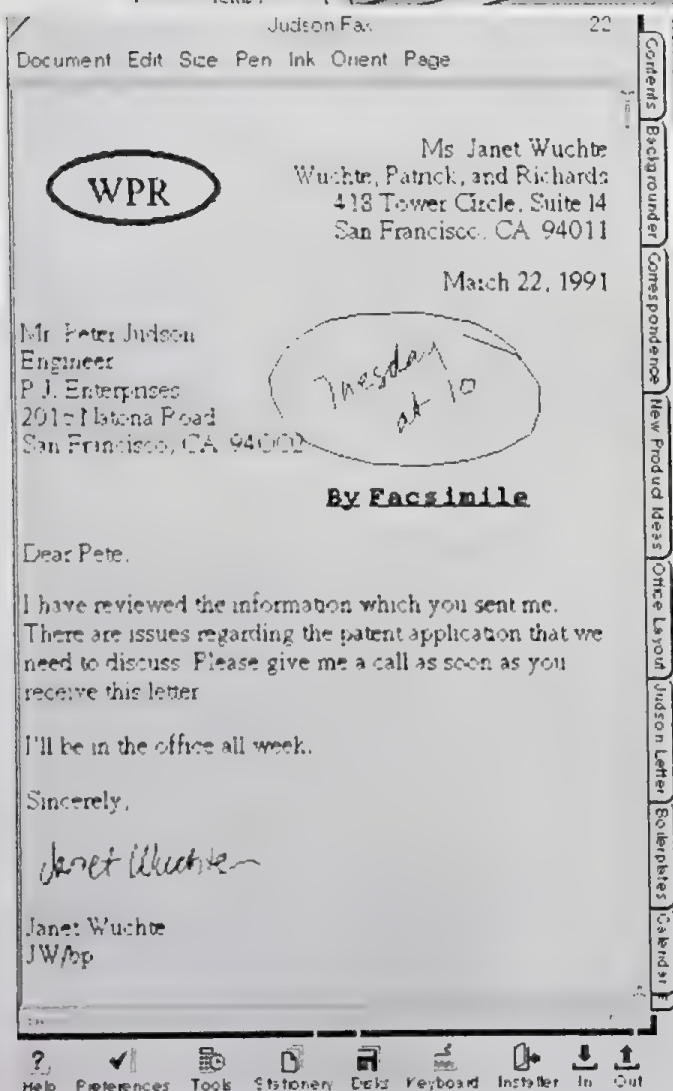 Judson Fax 22
Document Edit Size Pen Ink Orient Page
WPR
Ms. Janet Wuchte
Wuchte, Patrick, and Richards
418 Tower Circle, Suite 14
San Francisco, CA 94011
March 22, 1991
Mr. Peter Judson
Engineer
P.J. Enterprises
Natoma Road
San Francisco, CA 94002
Tuesday
at 10
By Facsimile
Dear Pete,
I have reviewed the information which you sent me.
There are issues regarding the patent application that we
need to discuss. Please give me a call as soon as you
receive this letter
I'll be in the office all week.
Sincerely,
Janet Wuchte
Janet Wuchte
JW/bp
Contents
Background­er
Correspondence
New Product Ideas
Office Layout
Judson Letter
Boilerplates
Calendar
Help Preferences Tools Stationery Disks Keyboard Installer In Out